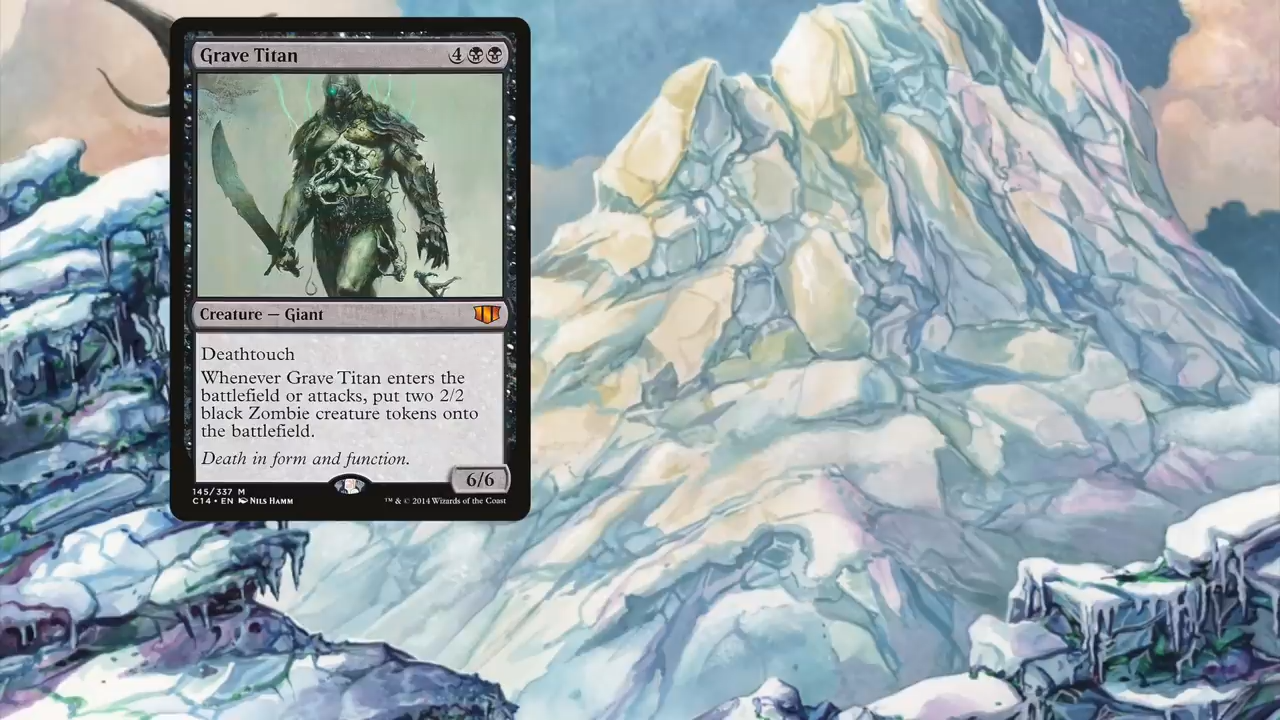 Grave Titan 4
Creature — Giant
Deathtouch
Whenever Grave Titan enters the
battlefield or attacks, put two 2/2
black Zombie creature tokens onto
the battlefield.
Death in form and function.
6/6
145/337 M
C14 • EN Nils Hamm
™ & © 2014 Wizards of the Coast